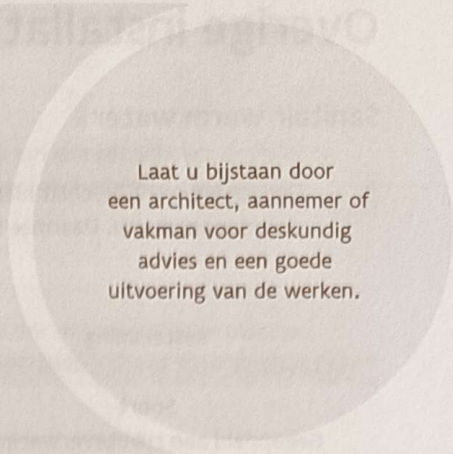 Laat u bijstaan door
een architect, aannemer of
vakman voor deskundig
advies en een goede
uitvoering van de werken.